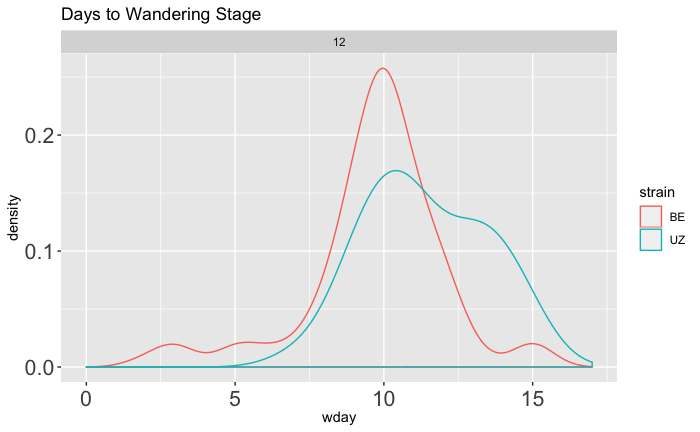 Days to Wandering Stage
12
density
0.2
0.1
0.0
0 5 10 15
wday
strain
BE
UZ